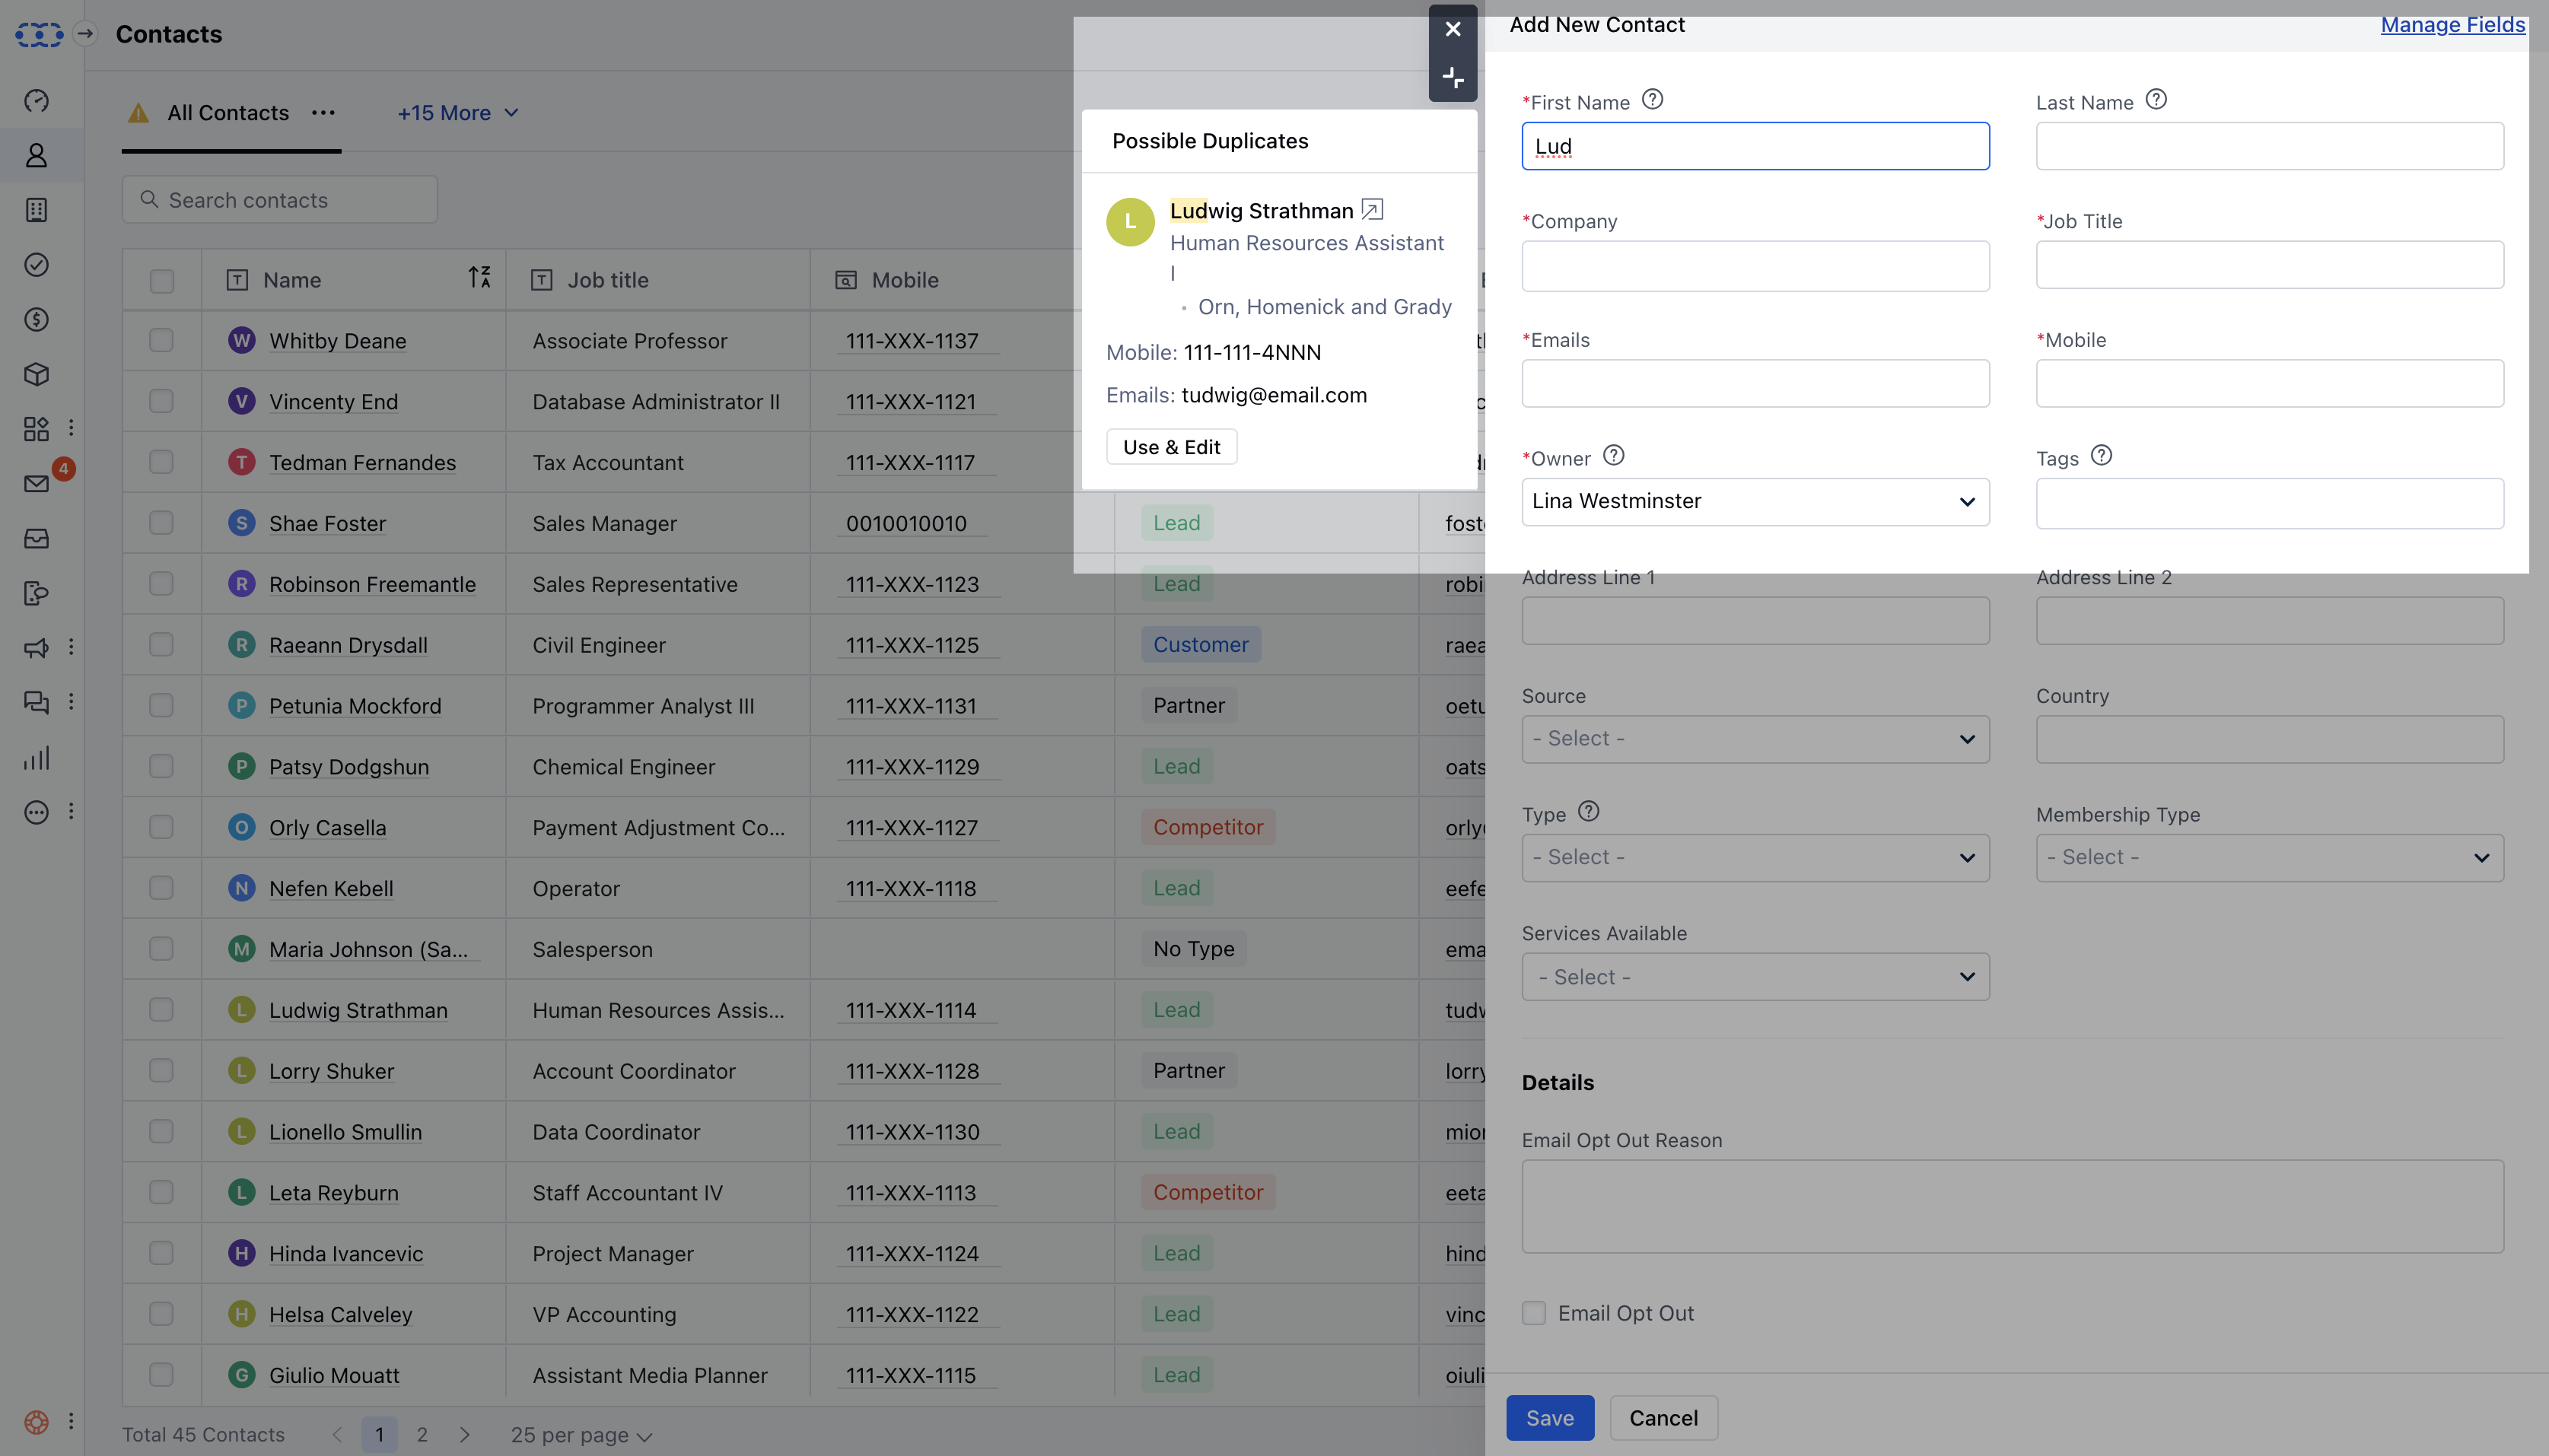 Contacts
All Contacts
+15 More
Search contacts
Name
Job title
Mobile
W Whitby Deane Associate Professor 111-XXX-1137
V Vincenty End Database Administrator II 111-XXX-1121
T Tedman Fernandes Tax Accountant 111-XXX-1117
S Shae Foster Sales Manager 0010010010 Lead foste
R Robinson Freemantle Sales Representative 111-XXX-1123 Lead robi
R Raeann Drysdall Civil Engineer 111-XXX-1125 Customer raea
P Petunia Mockford Programmer Analyst III 111-XXX-1131 Partner oetu
P Patsy Dodgshun Chemical Engineer 111-XXX-1129 Lead oats
O Orly Casella Payment Adjustment Co... 111-XXX-1127 Competitor orly
N Nefen Kebell Operator 111-XXX-1118 Lead eefe
M Maria Johnson (Sa... Salesperson No Type ema
L Ludwig Strathman Human Resources Assis... 111-XXX-1114 Lead tudw
L Lorry Shuker Account Coordinator 111-XXX-1128 Partner lorry
L Lionello Smullin Data Coordinator 111-XXX-1130 Lead mior
L Leta Reyburn Staff Accountant IV 111-XXX-1113 Competitor eeta
H Hinda Ivancevic Project Manager 111-XXX-1124 Lead hind
H Helsa Calveley VP Accounting 111-XXX-1122 Lead vinc
G Giulio Mouatt Assistant Media Planner 111-XXX-1115 Lead oiuli
Total 45 Contacts
1
2
25 per page
4
Possible Duplicates
L
Ludwig Strathman
Human Resources Assistant
I
• Orn, Homenick and Grady
Mobile: 111-111-4NNN
Emails: tudwig@email.com
Use & Edit
Add New Contact
Manage Fields
*First Name
Last Name
Lud
*Company
*Job Title
*Emails
*Mobile
*Owner
Tags
Lina Westminster
Address Line 1
Address Line 2
Source
Country
- Select -
Type
Membership Type
- Select -
- Select -
Services Available
- Select -
Details
Email Opt Out Reason
Email Opt Out
Save
Cancel